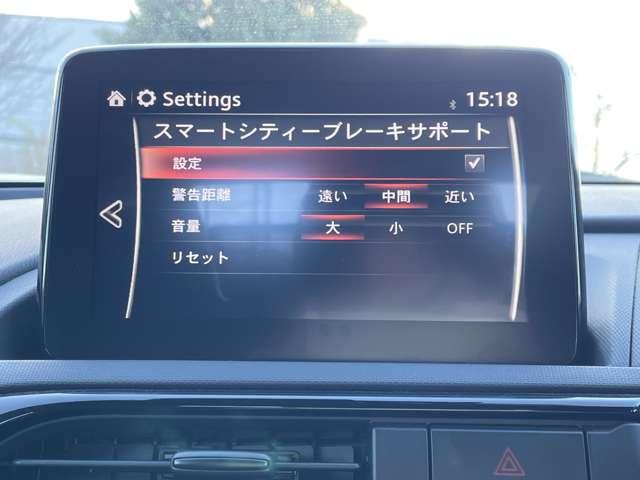 Settings 15:18
スマートシティーブレーキサポート
設定
警告距離 遠い 中間 近い
音量 大 小 OFF
リセット